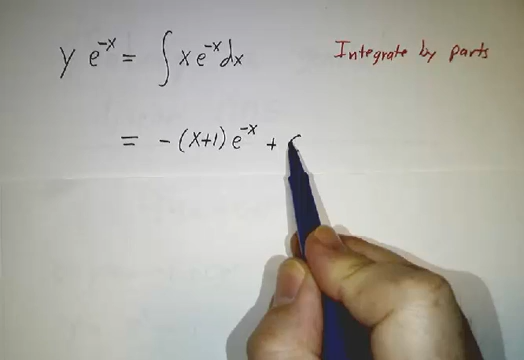 y e^{-x} = ∫ x e^{-x} dx
Integrate by parts
= -(x+1) e^{-x} +